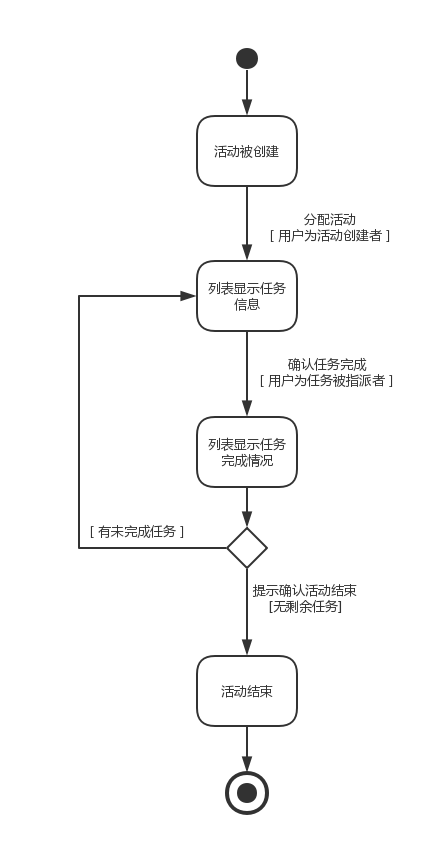 活动被创建
分配活动
[ 用户为活动创建者 ]
列表显示任务
信息
确认任务完成
[ 用户为任务被指派者 ]
列表显示任务
完成情况
[ 有未完成任务 ]
提示确认活动结束
[无剩余任务]
活动结束